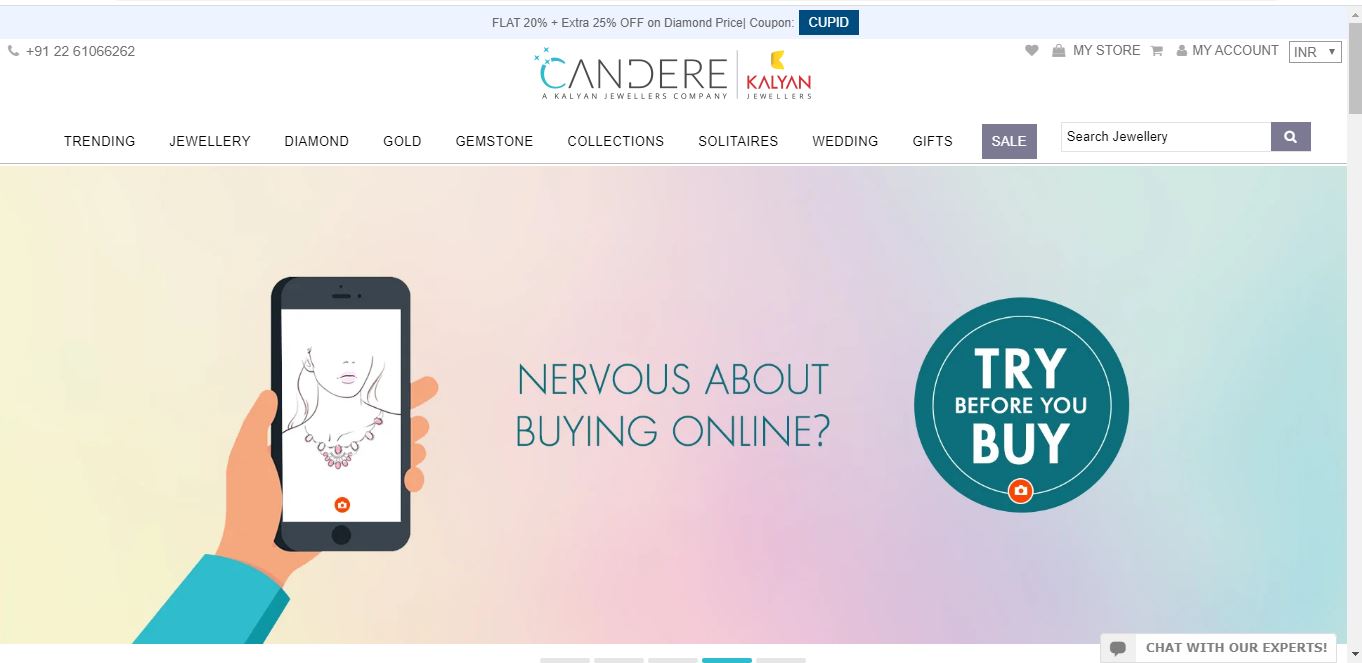 FLAT 20% + Extra 25% OFF on Diamond Price| Coupon: CUPID
+91 22 61066262
CANDERE
A KALYAN JEWELLERS COMPANY
KALYAN
JEWELLERS
MY STORE MY ACCOUNT INR
TRENDING JEWELLERY DIAMOND GOLD GEMSTONE COLLECTIONS SOLITAIRES WEDDING GIFTS SALE Search Jewellery
NERVOUS ABOUT
BUYING ONLINE?
TRY
BEFORE YOU
BUY
CHAT WITH OUR EXPERTS!